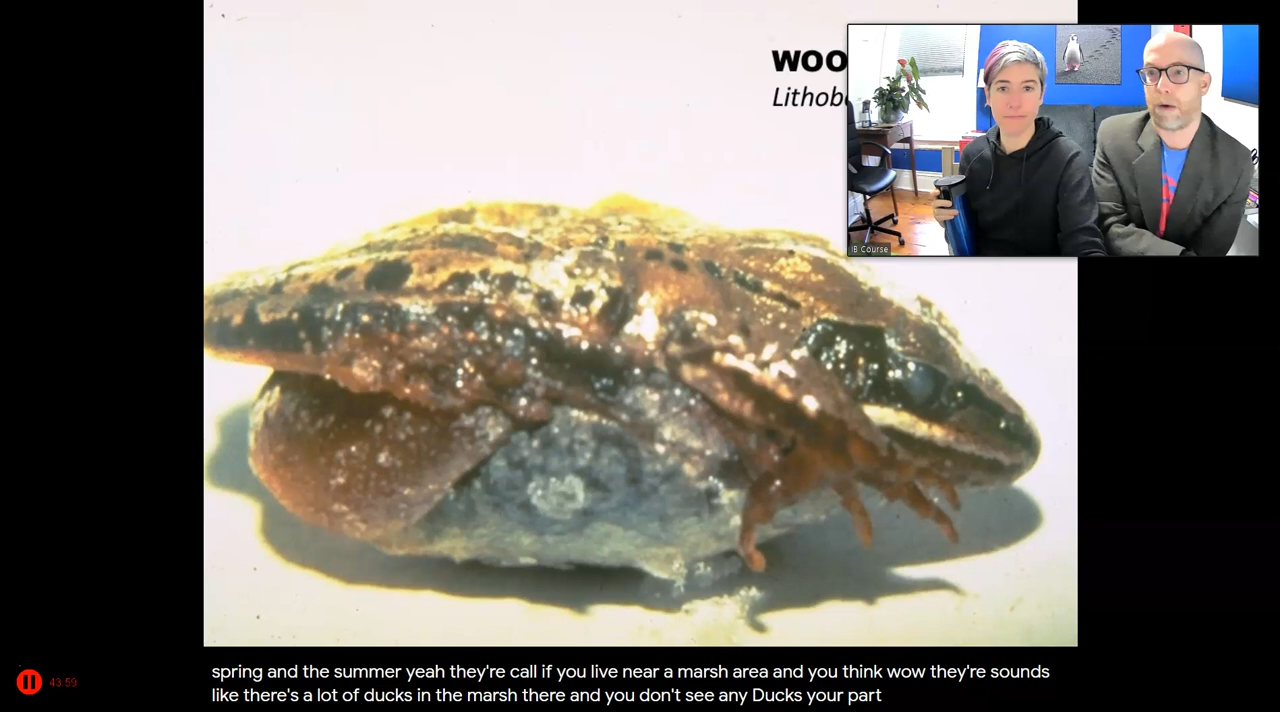 WOO
Lithob
IB Course
43:59
spring and the summer yeah they're call if you live near a marsh area and you think wow they're sounds
like there's a lot of ducks in the marsh there and you don't see any Ducks your part